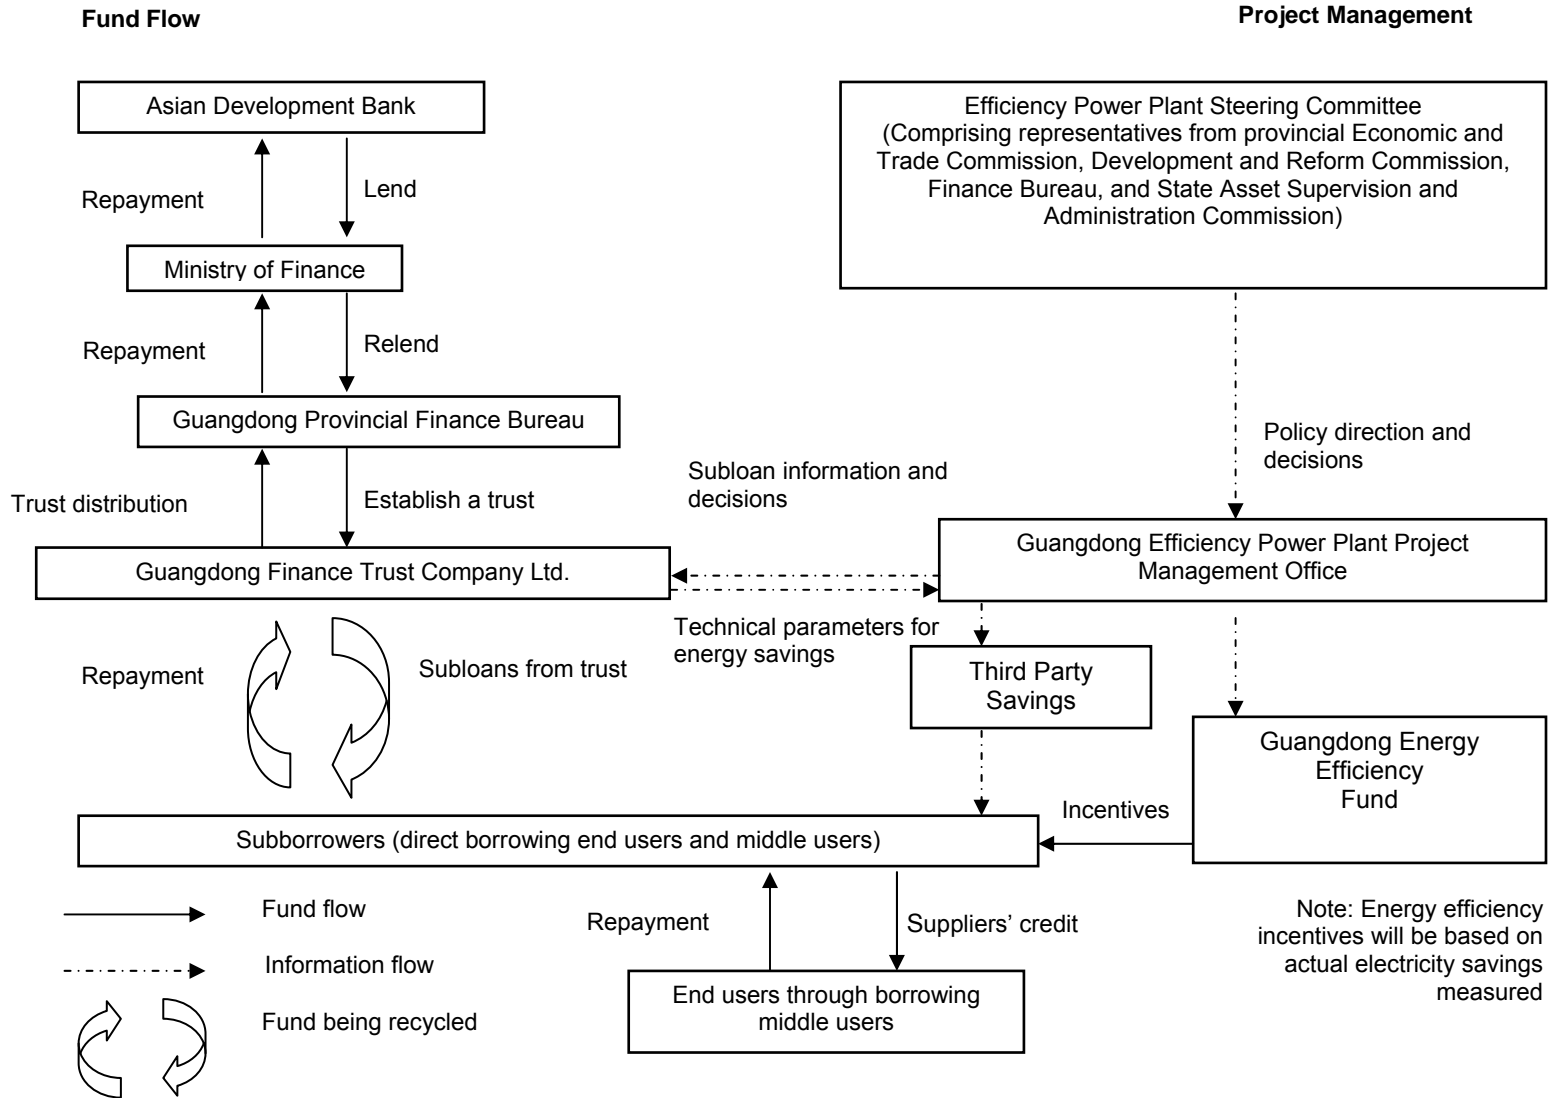 Fund Flow
Project Management
Asian Development Bank
Efficiency Power Plant Steering Committee
(Comprising representatives from provincial Economic and
Trade Commission, Development and Reform Commission,
Finance Bureau, and State Asset Supervision and
Administration Commission)
Repayment
Lend
Ministry of Finance
Repayment
Relend
Guangdong Provincial Finance Bureau
Policy direction and
decisions
Trust distribution
Establish a trust
Subloan information and
decisions
Guangdong Finance Trust Company Ltd.
Guangdong Efficiency Power Plant Project
Management Office
Technical parameters for
energy savings
Repayment
Subloans from trust
Third Party
Savings
Guangdong Energy
Efficiency
Fund
Incentives
Subborrowers (direct borrowing end users and middle users)
Repayment
Suppliers’ credit
End users through borrowing
middle users
Note: Energy efficiency
incentives will be based on
actual electricity savings
measured
Fund flow
Information flow
Fund being recycled